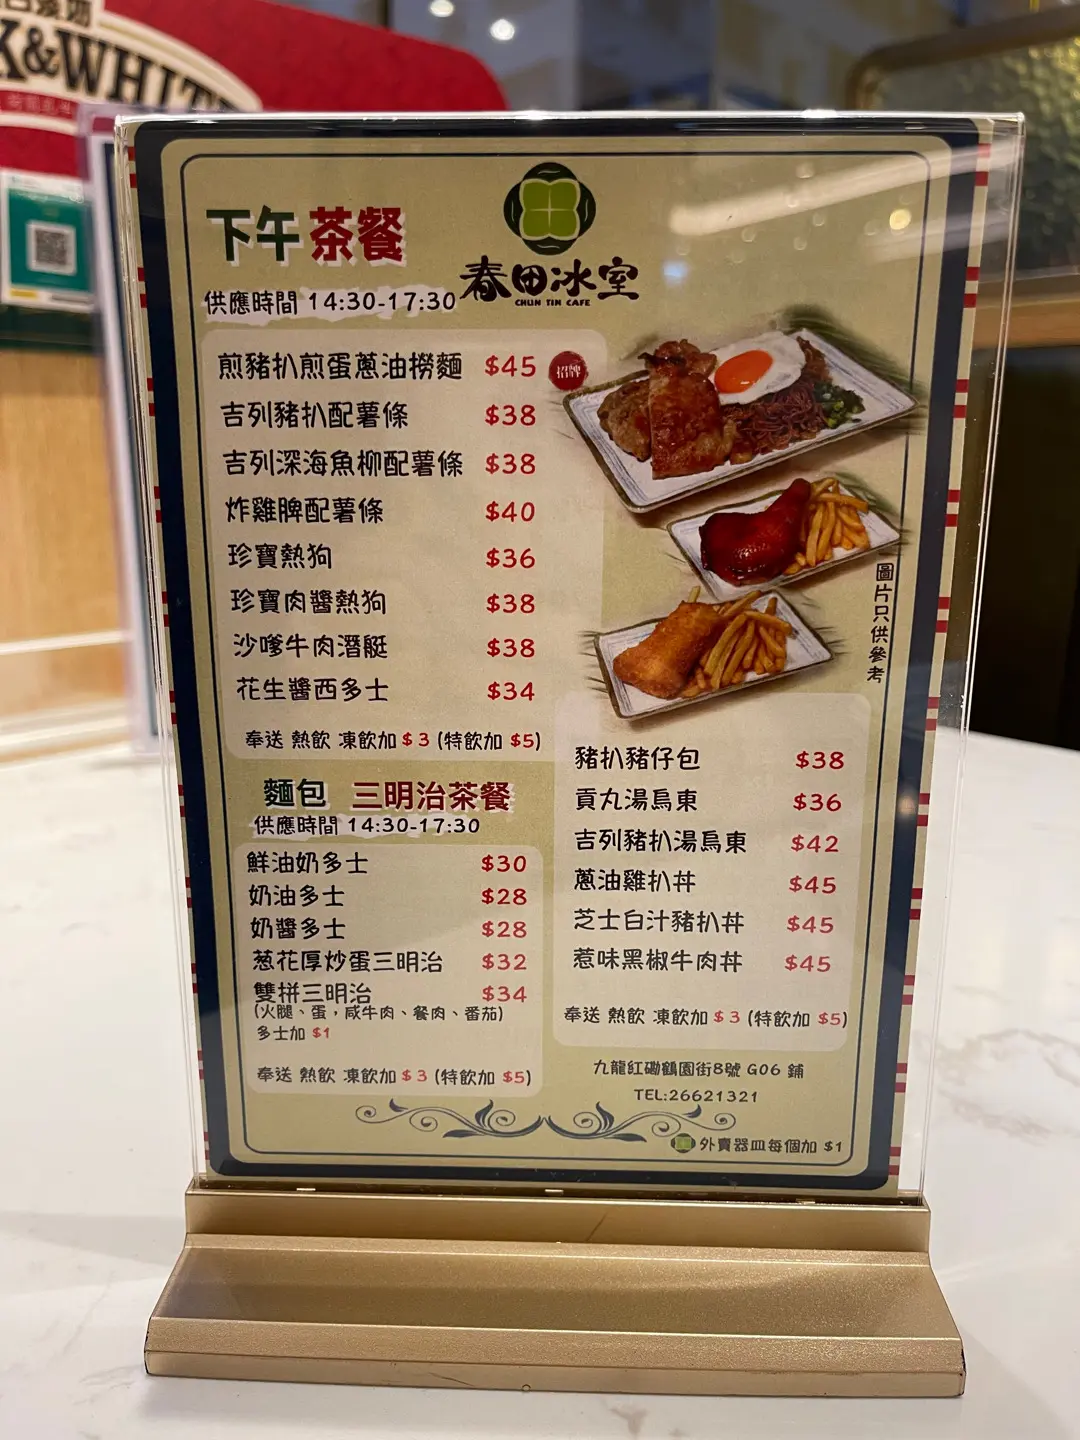 K&WHITE
下午茶餐
春田冰室
CHUN TIN CAFE
供應時間 14:30-17:30
煎豬扒煎蛋蔥油撈麵 $45
招牌
吉列豬扒配薯條 $38
吉列深海魚柳配薯條 $38
炸雞脾配薯條 $40
珍寶熱狗 $36
珍寶肉醬熱狗 $38
沙嗲牛肉潛艇 $38
花生醬西多士 $34
奉送 熱飲 凍飲加 $3 (特飲加 $5)
圖片只供參考
麵包 三明治茶餐
供應時間 14:30-17:30
鮮油奶多士 $30
奶油多士 $28
奶醬多士 $28
葱花厚炒蛋三明治 $32
雙拼三明治 $34
(火腿、蛋，咸牛肉、餐肉、番茄)
多士加 $1
奉送 熱飲 凍飲加 $3 (特飲加 $5)
豬扒豬仔包 $38
貢丸湯烏東 $36
吉列豬扒湯烏東 $42
蔥油雞扒丼 $45
芝士白汁豬扒丼 $45
惹味黑椒牛肉丼 $45
奉送 熱飲 凍飲加 $3 (特飲加 $5)
九龍紅磡鶴園街8號 G06 鋪
TEL:26621321
外賣器皿每個加 $1